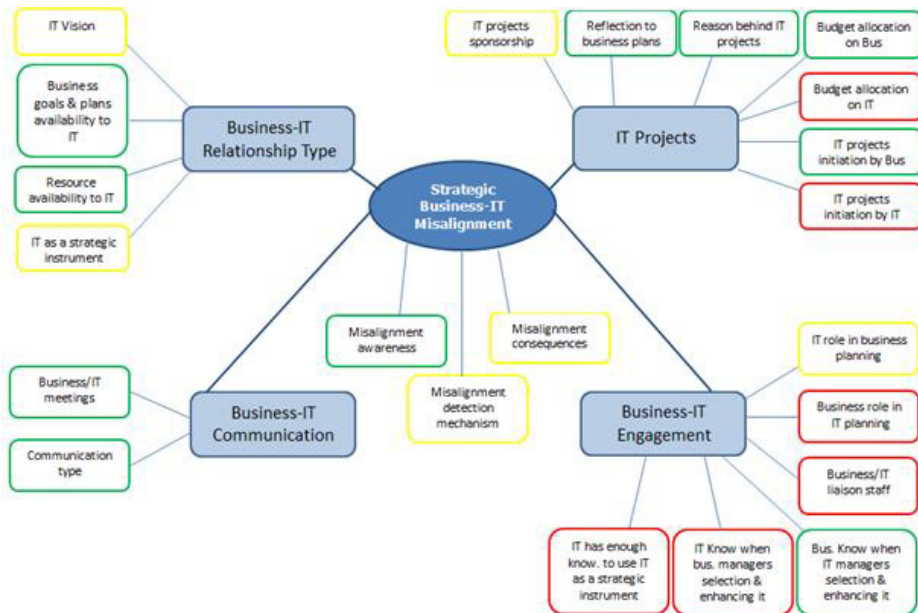 IT Vision
Business
goals & plans
availability to
IT
Resource
availability to IT
IT as a strategic
instrument
Business-IT
Relationship Type
IT projects
sponsorship
Reflection to
business plans
Reason behind IT
projects
Budget allocation
on Bus
Budget allocation
on IT
IT projects
initiation by Bus
IT projects
initiation by IT
IT Projects
Strategic
Business-IT
Misalignment
Misalignment
awareness
Misalignment
detection
mechanism
Misalignment
consequences
Business/IT
meetings
Communication
type
Business-IT
Communication
Business-IT
Engagement
IT role in business
planning
Business role in
IT planning
Business/IT
liaison staff
IT has enough
know. to use IT
as a strategic
instrument
IT Know when
bus. managers
selection &
enhancing it
Bus. Know when
IT managers
selection &
enhancing it